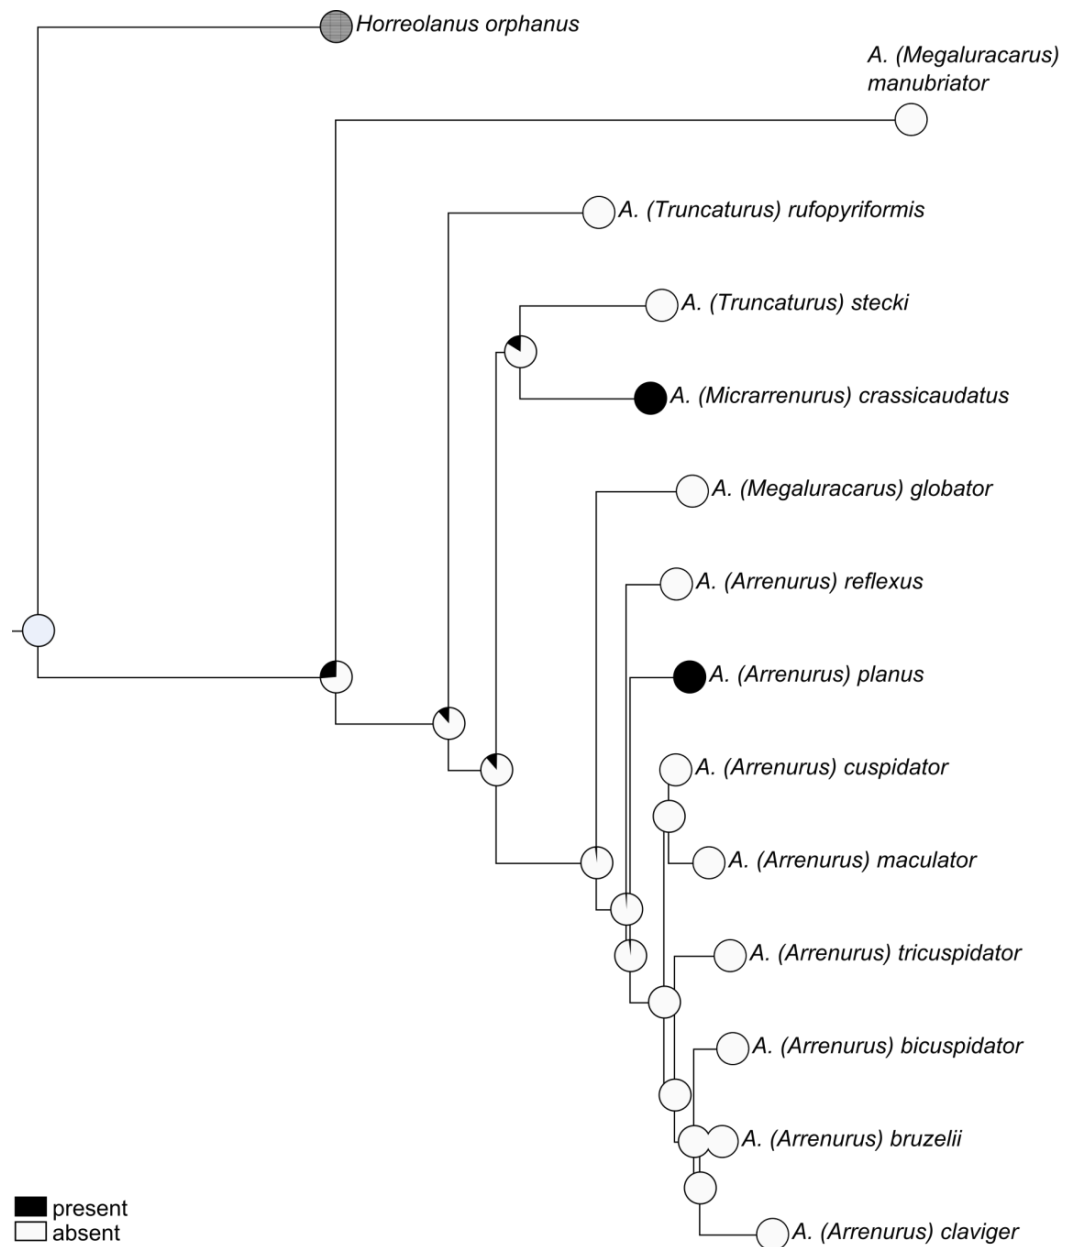 Horreolanus orphanus
A. (Megaluracarus)
manubriator
A. (Truncaturus) rufopyriformis
A. (Truncaturus) stecki
A. (Micrarrenurus) crassicaudatus
A. (Megaluracarus) globator
A. (Arrenurus) reflexus
A. (Arrenurus) planus
A. (Arrenurus) cuspidator
A. (Arrenurus) maculator
A. (Arrenurus) tricuspidator
A. (Arrenurus) bicuspidator
A. (Arrenurus) bruzelii
A. (Arrenurus) claviger
present
absent